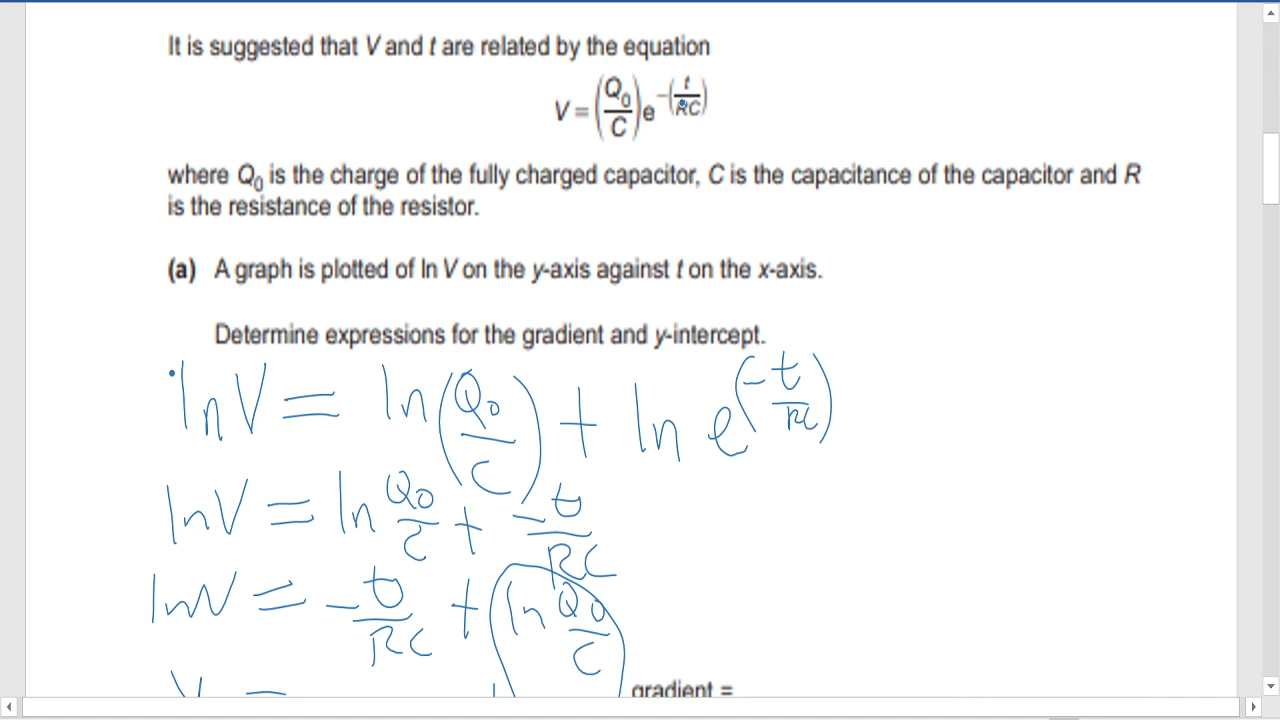 It is suggested that V and t are related by the equation
V = (Q₀/C) e^−(t/RC)
where Q₀ is the charge of the fully charged capacitor, C is the capacitance of the capacitor and R
is the resistance of the resistor.
(a) A graph is plotted of ln V on the y-axis against t on the x-axis.
Determine expressions for the gradient and y-intercept.
ln V = ln (Q₀/C) + ln e^(−t/RC)
ln V = ln Q₀/C + −t/RC
ln V = −t/RC + (ln Q₀/C)
gradient =